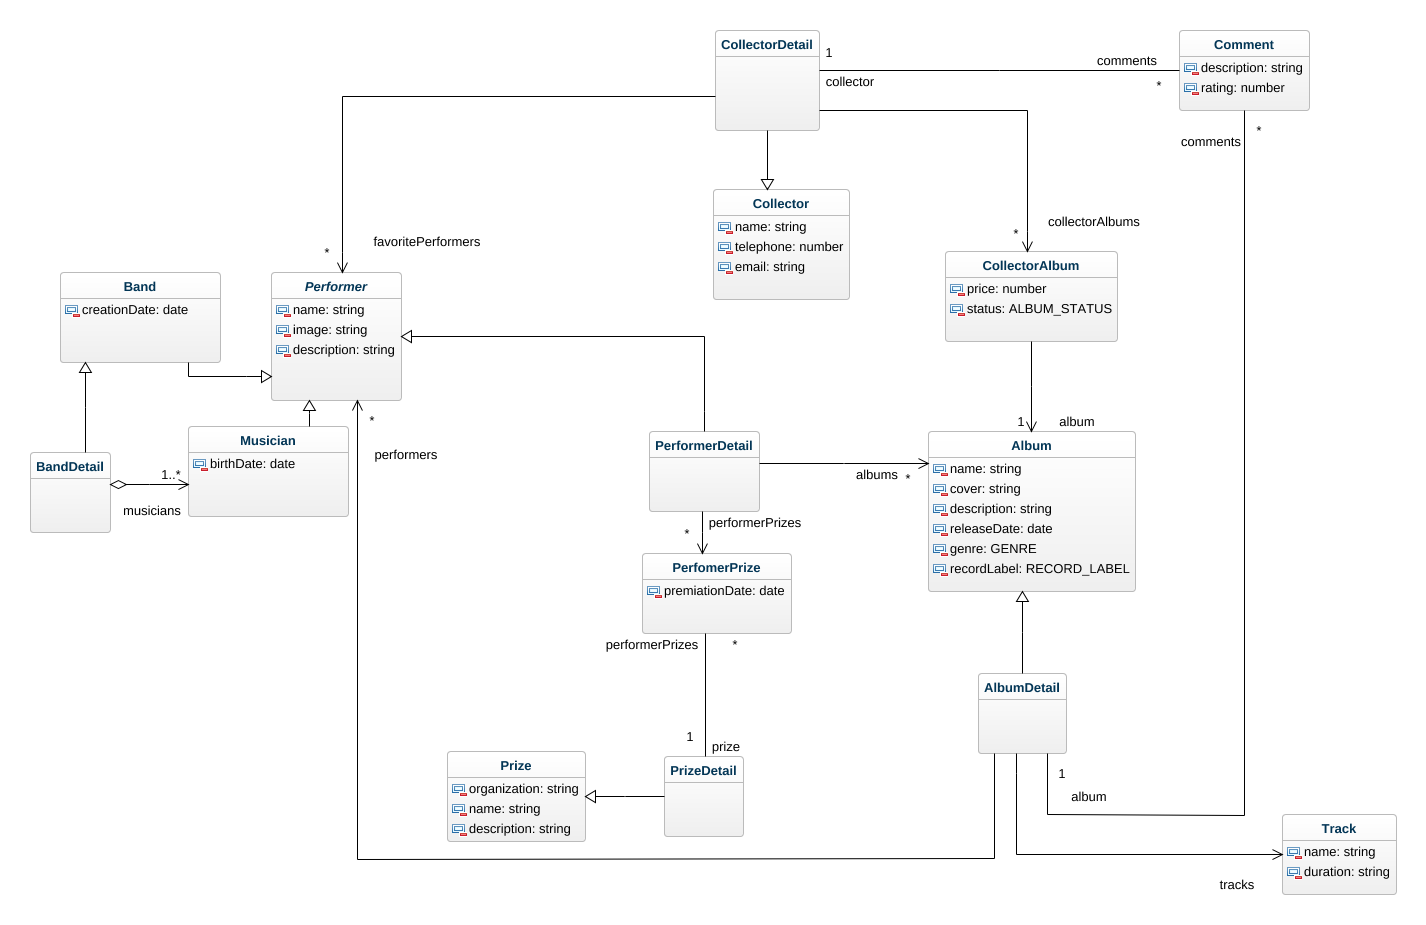 CollectorDetail
1
collector
comments
*
Comment
description: string
rating: number
*
comments
Collector
name: string
telephone: number
email: string
collectorAlbums
*
CollectorAlbum
price: number
status: ALBUM_STATUS
favoritePerformers
*
Band
creationDate: date
Performer
name: string
image: string
description: string
*
performers
Musician
birthDate: date
BandDetail
1..*
musicians
PerformerDetail
albums
*
1
album
Album
name: string
cover: string
description: string
releaseDate: date
genre: GENRE
recordLabel: RECORD_LABEL
performerPrizes
*
PerfomerPrize
premiationDate: date
performerPrizes
*
1
prize
AlbumDetail
1
album
Prize
organization: string
name: string
description: string
PrizeDetail
Track
name: string
duration: string
tracks